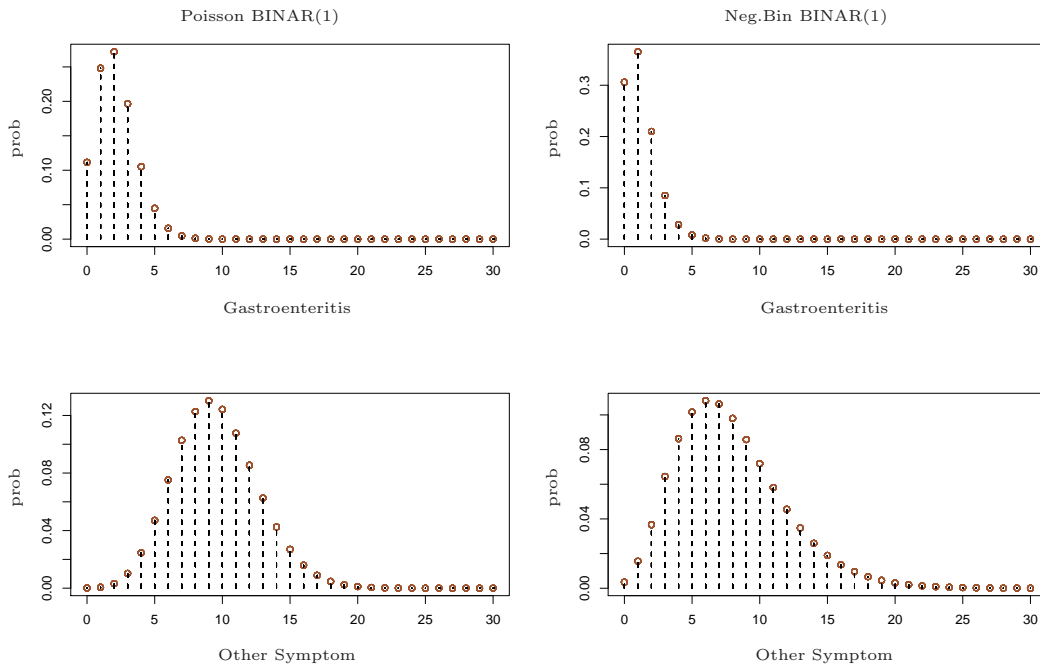 Poisson BINAR(1)
Neg.Bin BINAR(1)
prob
0.00 0.10 0.20
0 5 10 15 20 25 30
Gastroenteritis
prob
0.0 0.1 0.2 0.3
0 5 10 15 20 25 30
Gastroenteritis
prob
0.00 0.04 0.08 0.12
0 5 10 15 20 25 30
Other Symptom
prob
0.00 0.04 0.08
0 5 10 15 20 25 30
Other Symptom